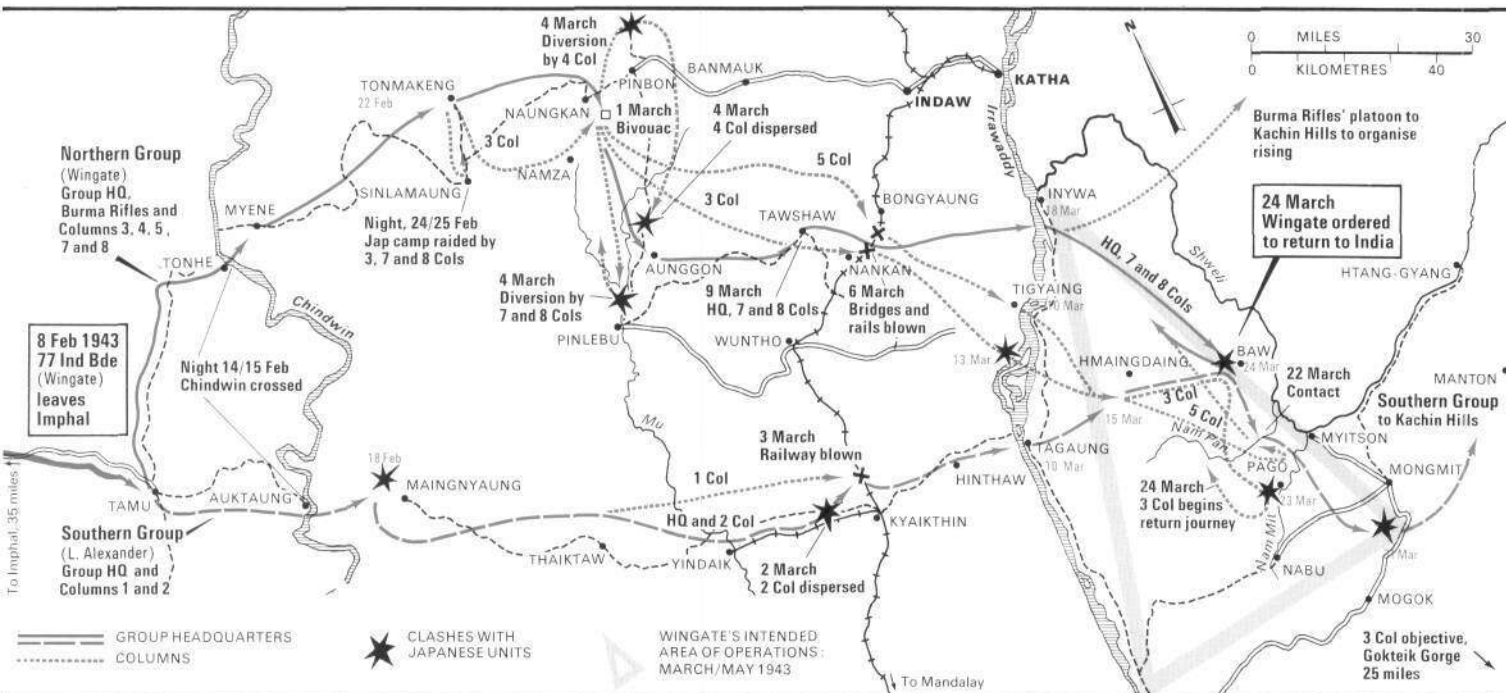 4 March
Diversion
by 4 Col
N
0 MILES 30
0 KILOMETRES 40
TONMAKENG
22 Feb
PINBON
BANMAUK
KATHA
INDAW
NAUNGKAN
1 March
Bivouac
4 March
4 Col dispersed
Irrawaddy
Burma Rifles' platoon to
Kachin Hills to organise
rising
Northern Group
(Wingate)
Group HQ,
Burma Rifles and
Columns 3, 4, 5,
7 and 8
3 Col
NAMZA
5 Col
SINLAMAUNG
MYENE
Night, 24/25 Feb
Jap camp raided by
3, 7 and 8 Cols
3 Col
BONGYAUNG
INYWA
18 Mar
24 March
Wingate ordered
to return to India
TONHE
TAWSHAW
HQ, 7 and 8 Cols
Shweli
HTANG-GYANG
AUNGGON
NANKAN
4 March
Diversion by
7 and 8 Cols
9 March
HQ, 7 and 8 Cols
6 March
Bridges and
rails blown
TIGYAING
10 Mar
Chindwin
8 Feb 1943
77 Ind Bde
(Wingate)
leaves
Imphal
PINLEBU
WUNTHO
Night 14/15 Feb
Chindwin crossed
13 Mar
HMAINGDAING
BAW
24 Mar
22 March
Contact
MANTON
3 Col
5 Col
15 Mar
Southern Group
to Kachin Hills
Mu
Nam Pan
MYITSON
3 March
Railway blown
TAGAUNG
10 Mar
PAGO
23 Mar
MONGMIT
To Imphal, 35 miles
18 Feb
MAINGNYAUNG
1 Col
HINTHAW
24 March
3 Col begins
return journey
TAMU
AUKTAUNG
HQ and 2 Col
KYAIKTHIN
Nam Mit
Mar
Southern Group
(L. Alexander)
Group HQ and
Columns 1 and 2
THAIKTAW
YINDAIK
2 March
2 Col dispersed
NABU
MOGOK
GROUP HEADQUARTERS
COLUMNS
CLASHES WITH
JAPANESE UNITS
WINGATE'S INTENDED
AREA OF OPERATIONS:
MARCH/MAY 1943
3 Col objective,
Gokteik Gorge
25 miles
To Mandalay